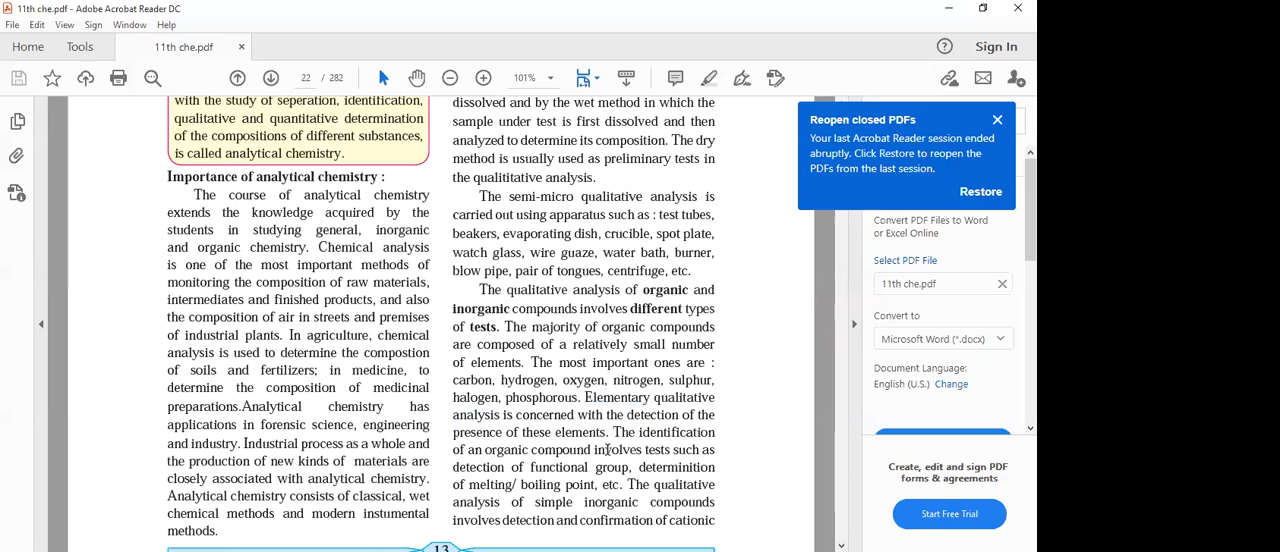 11th che.pdf - Adobe Acrobat Reader DC
File Edit View Sign Window Help
Home Tools 11th che.pdf × Sign In
22 / 282 101%
with the study of seperation, identification,
qualitative and quantitative determination
of the compositions of different substances,
is called analytical chemistry.
Importance of analytical chemistry :
The course of analytical chemistry
extends the knowledge acquired by the
students in studying general, inorganic
and organic chemistry. Chemical analysis
is one of the most important methods of
monitoring the composition of raw materials,
intermediates and finished products, and also
the composition of air in streets and premises
of industrial plants. In agriculture, chemical
analysis is used to determine the compostion
of soils and fertilizers; in medicine, to
determine the composition of medicinal
preparations.Analytical chemistry has
applications in forensic science, engineering
and industry. Industrial process as a whole and
the production of new kinds of materials are
closely associated with analytical chemistry.
Analytical chemistry consists of classical, wet
chemical methods and modern instumental
methods.
dissolved and by the wet method in which the
sample under test is first dissolved and then
analyzed to determine its composition. The dry
method is usually used as preliminary tests in
the qualititative analysis.
The semi-micro qualitative analysis is
carried out using apparatus such as : test tubes,
beakers, evaporating dish, crucible, spot plate,
watch glass, wire guaze, water bath, burner,
blow pipe, pair of tongues, centrifuge, etc.
The qualitative analysis of organic and
inorganic compounds involves different types
of tests. The majority of organic compounds
are composed of a relatively small number
of elements. The most important ones are :
carbon, hydrogen, oxygen, nitrogen, sulphur,
halogen, phosphorous. Elementary qualitative
analysis is concerned with the detection of the
presence of these elements. The identification
of an organic compound involves tests such as
detection of functional group, determinition
of melting/ boiling point, etc. The qualitative
analysis of simple inorganic compounds
involves detection and confirmation of cationic
13
Reopen closed PDFs
Your last Acrobat Reader session ended
abruptly. Click Restore to reopen the
PDFs from the last session.
Restore
Convert PDF Files to Word
or Excel Online
Select PDF File
11th che.pdf
Convert to
Microsoft Word (*.docx)
Document Language:
English (U.S.) Change
Create, edit and sign PDF
forms & agreements
Start Free Trial